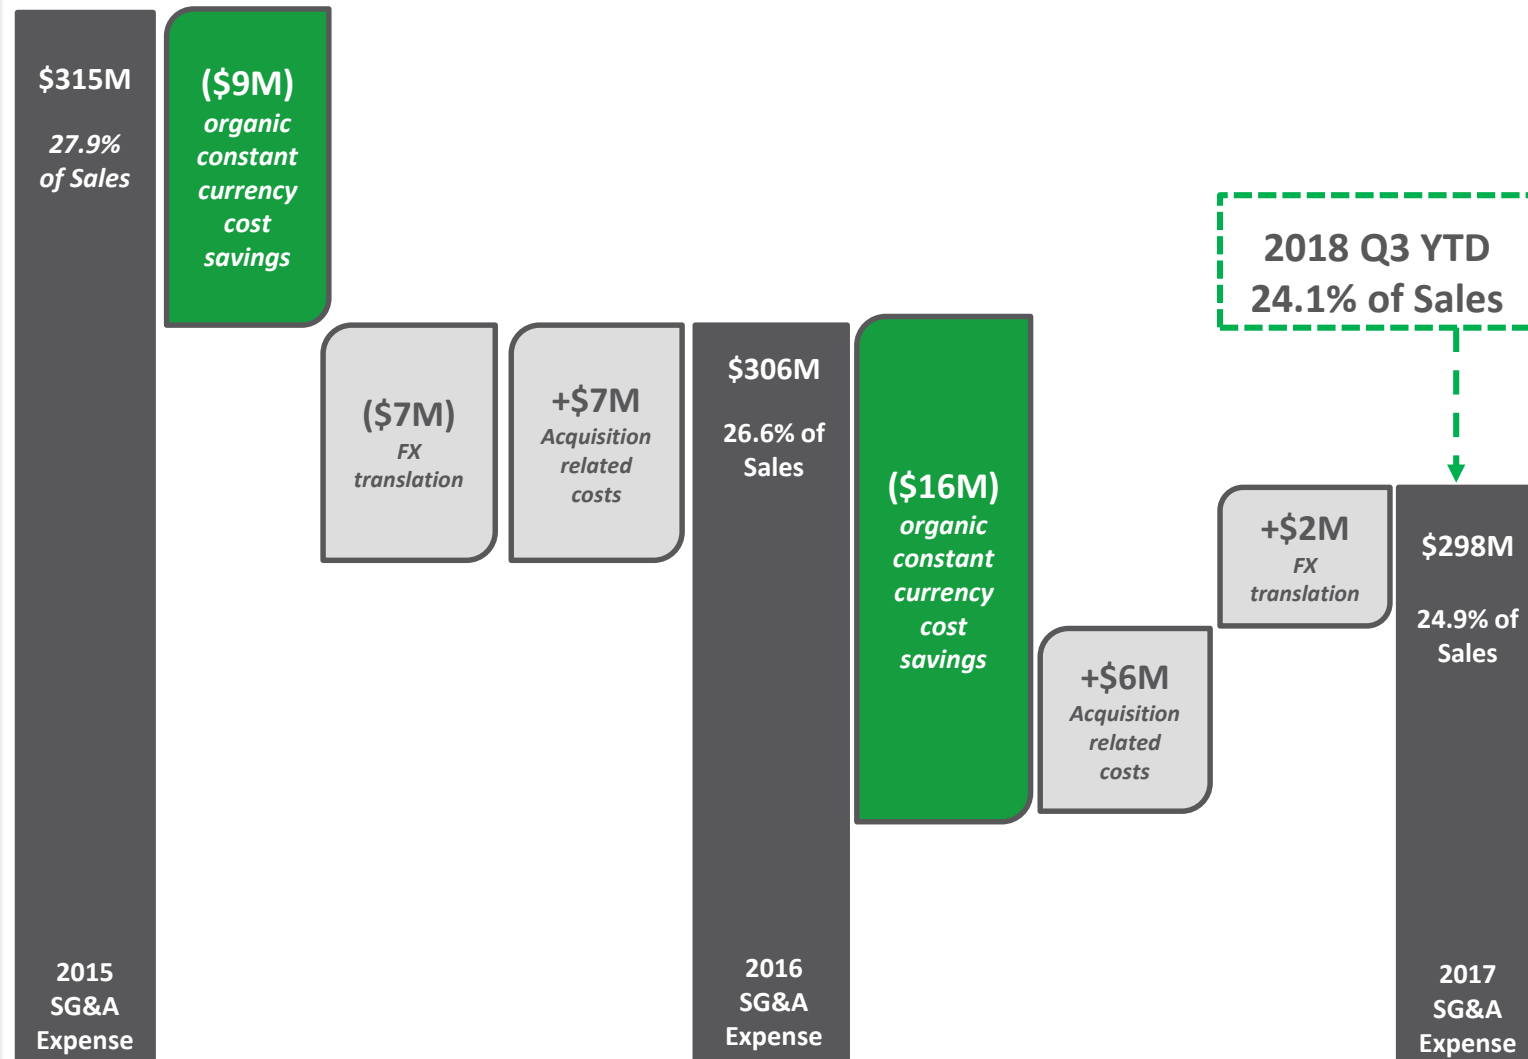 $315M
27.9%
of Sales
2015
SG&A
Expense
($9M)
organic
constant
currency
cost
savings
($7M)
FX
translation
+$7M
Acquisition
related
costs
$306M
26.6% of
Sales
2016
SG&A
Expense
($16M)
organic
constant
currency
cost
savings
+$6M
Acquisition
related
costs
+$2M
FX
translation
2018 Q3 YTD
24.1% of Sales
$298M
24.9% of
Sales
2017
SG&A
Expense